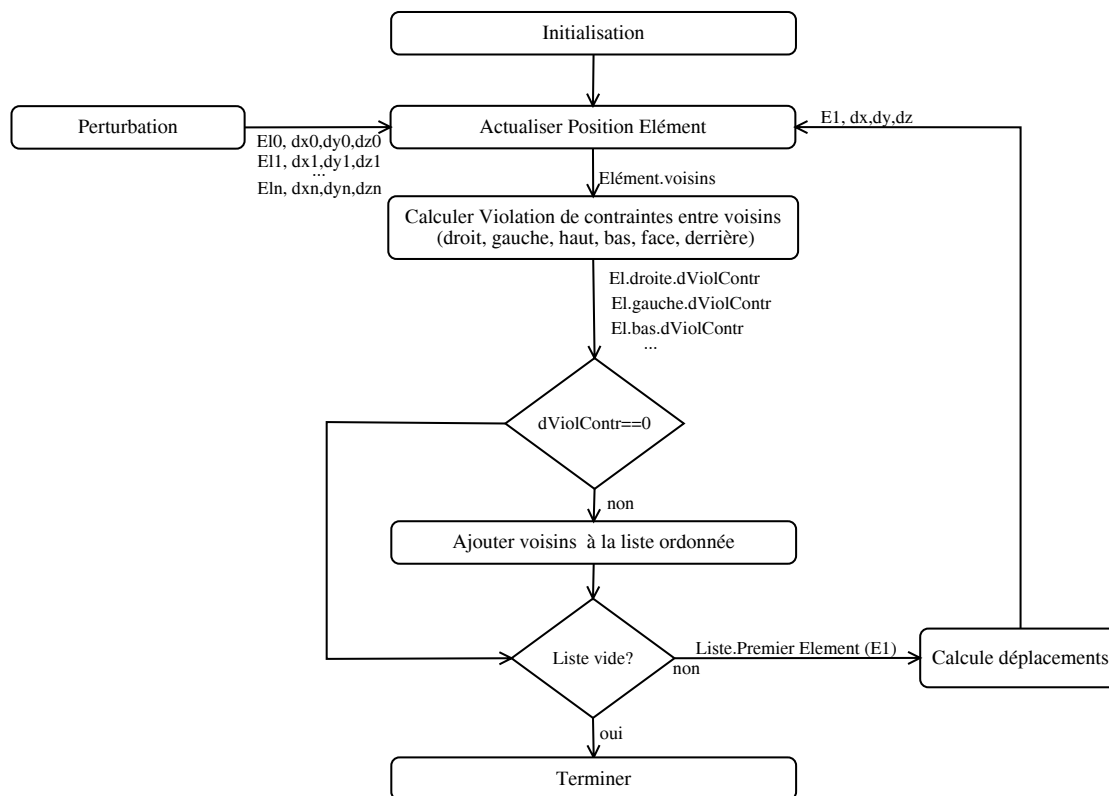 Initialisation
Perturbation
Actualiser Position Elément
E1, dx,dy,dz
El0, dx0,dy0,dz0
El1, dx1,dy1,dz1
...
Eln, dxn,dyn,dzn
Elément.voisins
Calculer Violation de contraintes entre voisins
(droit, gauche, haut, bas, face, derrière)
El.droite.dViolContr
El.gauche.dViolContr
El.bas.dViolContr
...
dViolContr==0
non
Ajouter voisins à la liste ordonnée
Liste vide?
Liste.Premier Element (E1)
non
Calcule déplacements
oui
Terminer